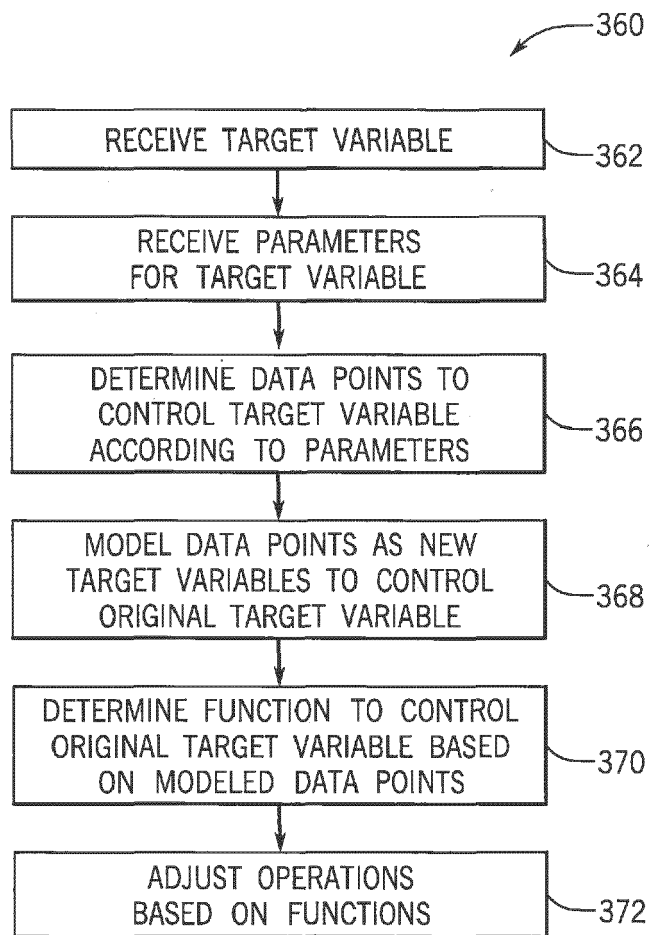 360
RECEIVE TARGET VARIABLE
362
RECEIVE PARAMETERS
FOR TARGET VARIABLE
364
DETERMINE DATA POINTS TO
CONTROL TARGET VARIABLE
ACCORDING TO PARAMETERS
366
MODEL DATA POINTS AS NEW
TARGET VARIABLES TO CONTROL
ORIGINAL TARGET VARIABLE
368
DETERMINE FUNCTION TO CONTROL
ORIGINAL TARGET VARIABLE BASED
ON MODELED DATA POINTS
370
ADJUST OPERATIONS
BASED ON FUNCTIONS
372